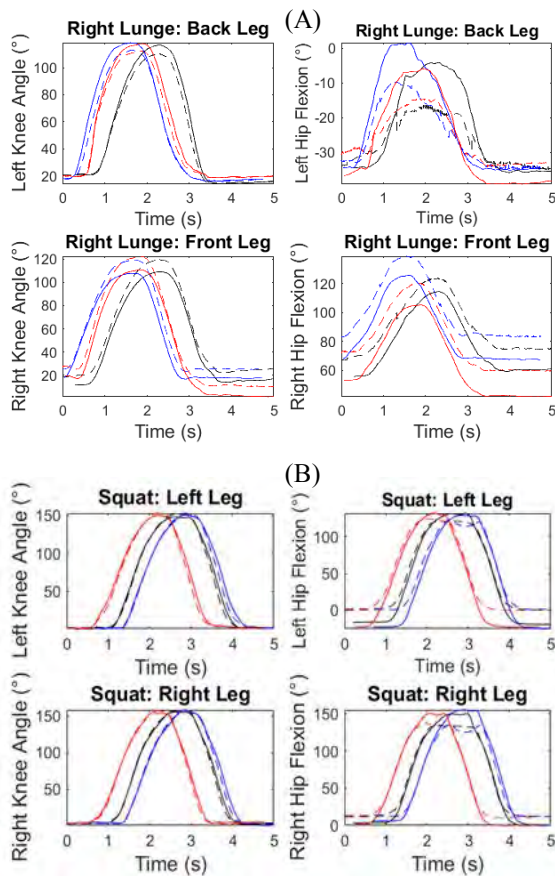 (A)
Right Lunge: Back Leg
Left Knee Angle (°)
100
80
60
40
20
0 1 2 3 4 5
Time (s)
Right Lunge: Back Leg
Left Hip Flexion (°)
0
-10
-20
-30
0 1 2 3 4 5
Time (s)
Right Lunge: Front Leg
Right Knee Angle (°)
120
100
80
60
40
20
0 1 2 3 4 5
Time (s)
Right Lunge: Front Leg
Right Hip Flexion (°)
120
100
80
60
0 1 2 3 4 5
Time (s)
(B)
Squat: Left Leg
Left Knee Angle (°)
150
100
50
0 1 2 3 4 5
Time (s)
Squat: Left Leg
Left Hip Flexion (°)
100
50
0
0 1 2 3 4 5
Time (s)
Squat: Right Leg
Right Knee Angle (°)
150
100
50
0 1 2 3 4 5
Time (s)
Squat: Right Leg
Right Hip Flexion (°)
150
100
50
0
0 1 2 3 4 5
Time (s)